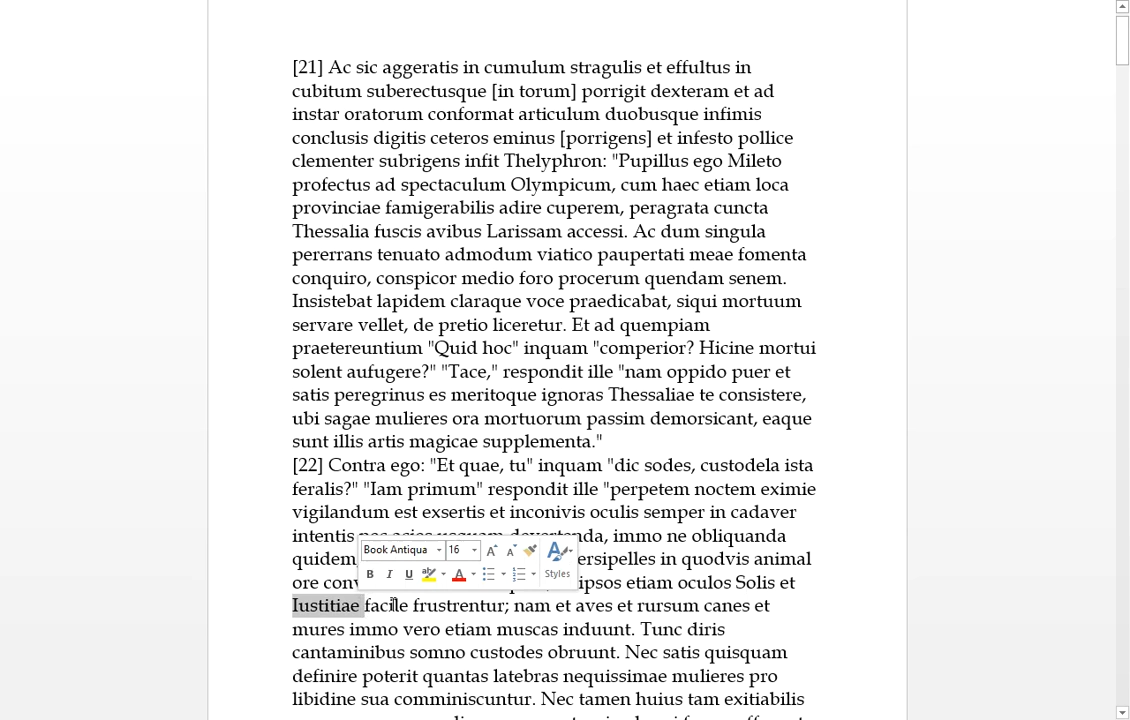 [21] Ac sic aggeratis in cumulum stragulis et effultus in
cubitum suberectusque [in torum] porrigit dexteram et ad
instar oratorum conformat articulum duobusque infimis
conclusis digitis ceteros eminus [porrigens] et infesto pollice
clementer subrigens infit Thelyphron: "Pupillus ego Mileto
profectus ad spectaculum Olympicum, cum haec etiam loca
provinciae famigerabilis adire cuperem, peragrata cuncta
Thessalia fuscis avibus Larissam accessi. Ac dum singula
pererrans tenuato admodum viatico paupertati meae fomenta
conquiro, conspicor medio foro procerum quendam senem.
Insistebat lapidem claraque voce praedicabat, siqui mortuum
servare vellet, de pretio liceretur. Et ad quempiam
praetereuntium "Quid hoc" inquam "comperior? Hicine mortui
solent aufugere?" "Tace," respondit ille "nam oppido puer et
satis peregrinus es meritoque ignoras Thessaliae te consistere,
ubi sagae mulieres ora mortuorum passim demorsicant, eaque
sunt illis artis magicae supplementa."
[22] Contra ego: "Et quae, tu" inquam "dic sodes, custodela ista
feralis?" "Iam primum" respondit ille "perpetem noctem eximie
vigilandum est exsertis et inconivis oculis semper in cadaver
intentis nec acies usquam devertenda, immo ne obliquanda
quidem ersipelles in quodvis animal
Book Antiqua 16
B I U ab A Styles
ore conv ipsos etiam oculos Solis et
Iustitiae facile frustrentur; nam et aves et rursum canes et
mures immo vero etiam muscas induunt. Tunc diris
cantaminibus somno custodes obruunt. Nec satis quisquam
definire poterit quantas latebras nequissimae mulieres pro
libidine sua comminiscuntur. Nec tamen huius tam exitiabilis